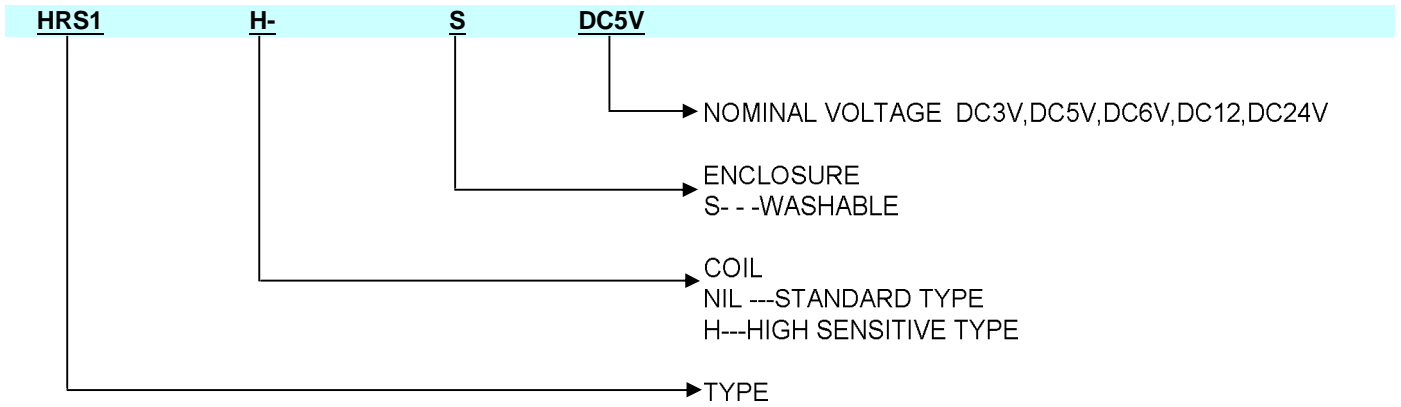 HRS1 H- S DC5V
NOMINAL VOLTAGE DC3V,DC5V,DC6V,DC12,DC24V
ENCLOSURE
S- - -WASHABLE
COIL
NIL ---STANDARD TYPE
H---HIGH SENSITIVE TYPE
TYPE